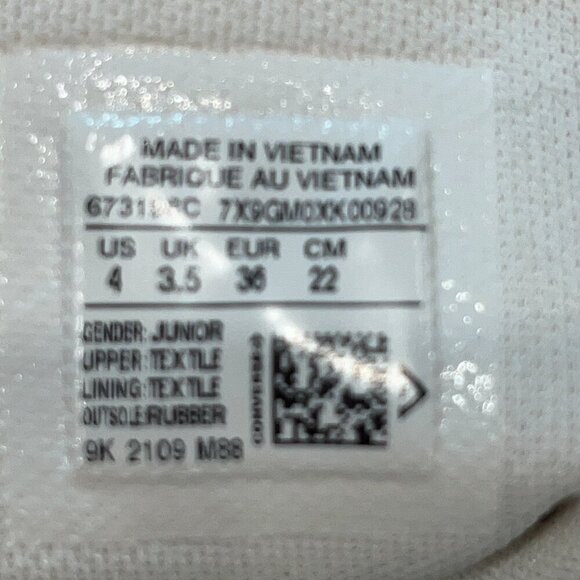 MADE IN VIETNAM
FABRIQUE AU VIETNAM
7X9GM0XK00928
US UK EUR CM
4 3.5 36 22
GENDER: JUNIOR
UPPER: TEXTILE
LINING: TEXTILE
OUTSOLE: RUBBER
9K 2109 M88
CONVERSE